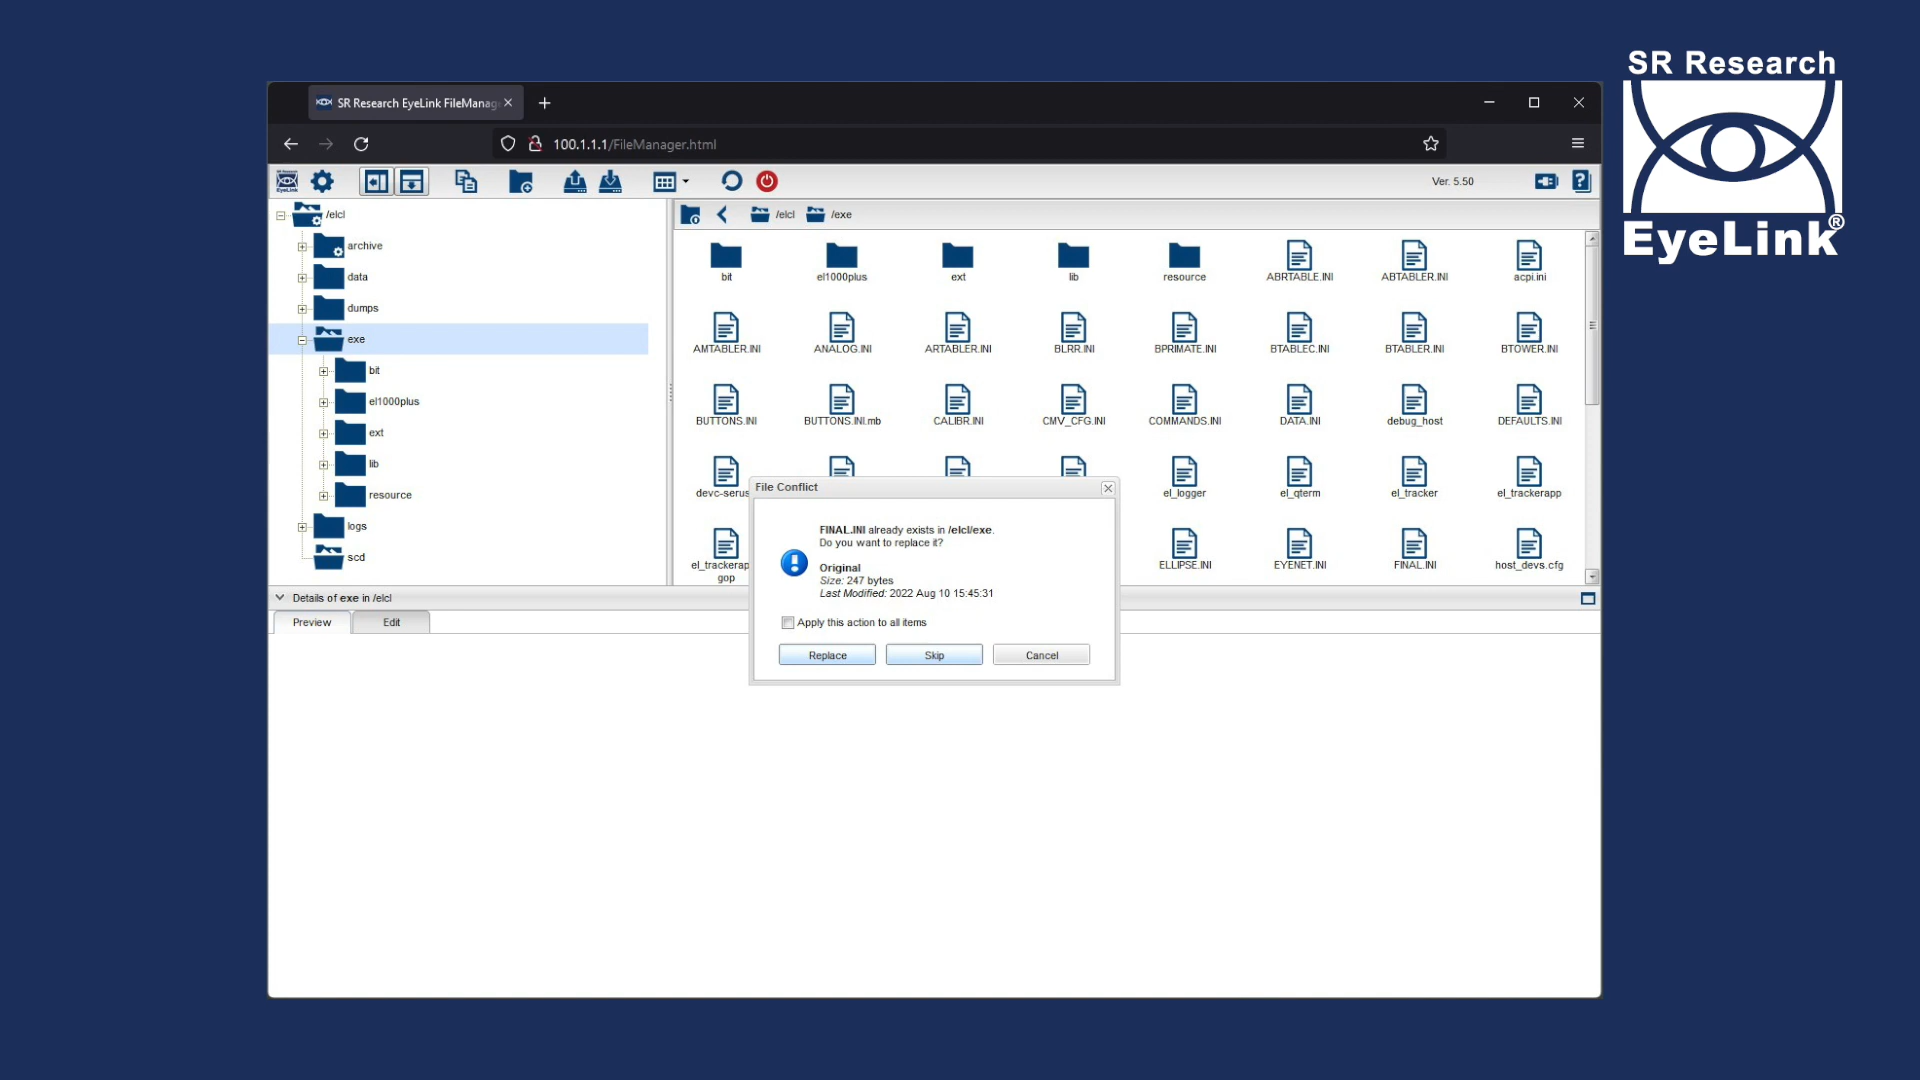 SR Research
EyeLink®
SR Research EyeLink FileManag
100.1.1.1/FileManager.html
Ver. 5.50
/elcl
archive
data
dumps
exe
bit
el1000plus
ext
lib
resource
logs
scd
/elcl /exe
bit el1000plus ext lib resource ABRTABLE.INI ABTABLER.INI acpi.ini
AMTABLER.INI ANALOG.INI ARTABLER.INI BLRR.INI BPRIMATE.INI BTABLEC.INI BTABLER.INI BTOWER.INI
BUTTONS.INI BUTTONS.INI.mb CALIBR.INI CMV_CFG.INI COMMANDS.INI DATA.INI debug_host DEFAULTS.INI
devc-serus el_logger el_qterm el_tracker el_trackerapp
el_trackerap
gop
ELLIPSE.INI EYENET.INI FINAL.INI host_devs.cfg
File Conflict
FINAL.INI already exists in /elcl/exe.
Do you want to replace it?
Original
Size: 247 bytes
Last Modified: 2022 Aug 10 15:45:31
Apply this action to all items
Replace Skip Cancel
Details of exe in /elcl
Preview Edit